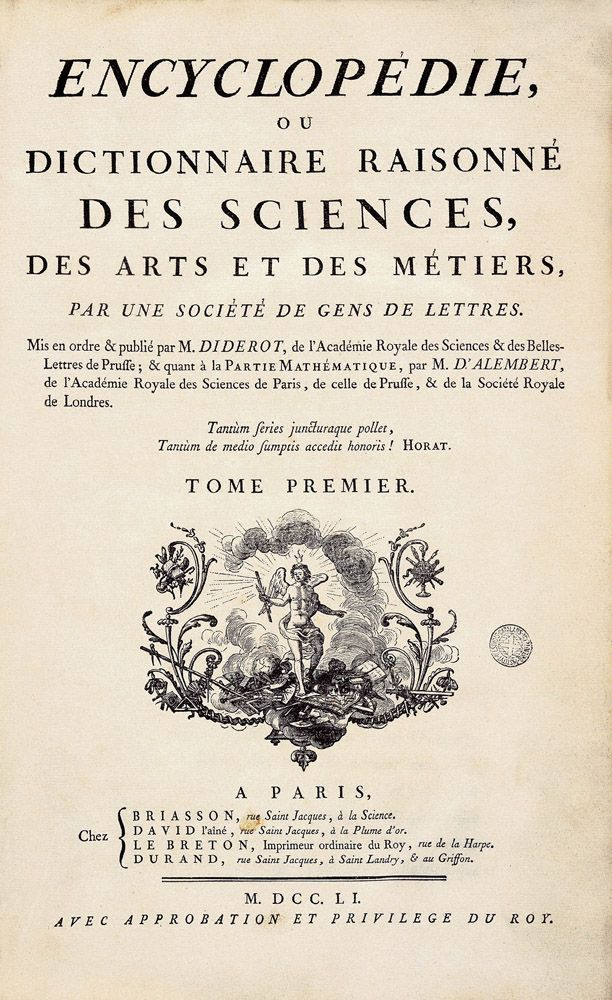 ENCYCLOPÉDIE,
OU
DICTIONNAIRE RAISONNÉ
DES SCIENCES,
DES ARTS ET DES MÉTIERS,
PAR UNE SOCIÉTÉ DE GENS DE LETTRES.
Mis en ordre & publié par M. DIDEROT, de l'Académie Royale des Sciences & des Belles-
Lettres de Pruſſe; & quant à la PARTIE MATHÉMATIQUE, par M. D'ALEMBERT,
de l'Académie Royale des Sciences de Paris, de celle de Pruſſe, & de la Société Royale
de Londres.
Tantùm ſeries juncturaque pollet,
Tantùm de medio ſumptis accedit honoris! HORAT.
TOME PREMIER.
A PARIS,
Chez
BRIASSON, rue Saint Jacques, à la Science.
DAVID l'aîné, rue Saint Jacques, à la Plume d'or.
LE BRETON, Imprimeur ordinaire du Roy, rue de la Harpe.
DURAND, rue Saint Jacques, à Saint Landry, & au Griffon.
M. DCC. LI.
AVEC APPROBATION ET PRIVILEGE DU ROY.